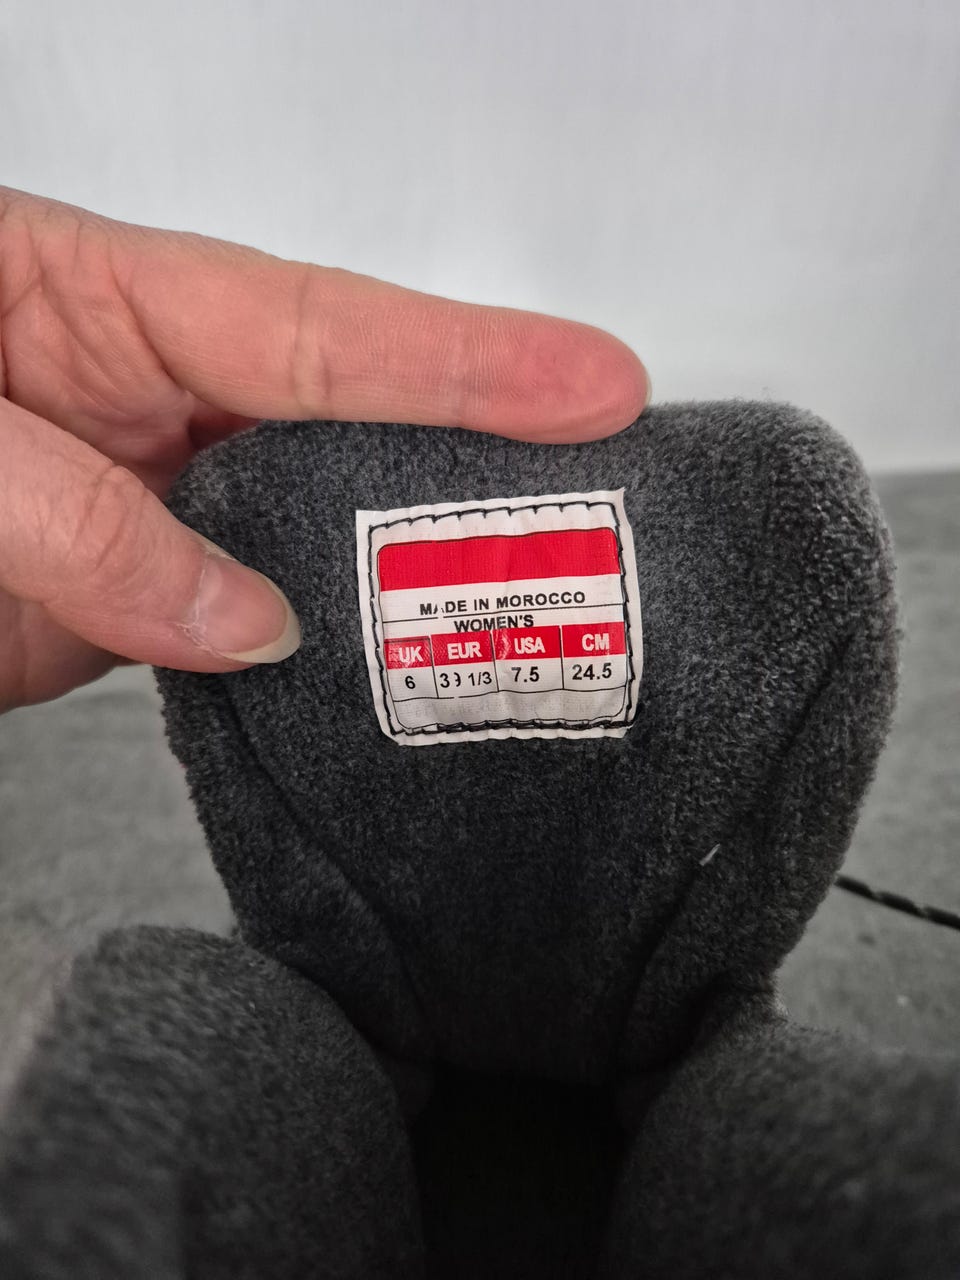 MADE IN MOROCCO
WOMEN'S
UK EUR USA CM
6 39 1/3 7.5 24.5